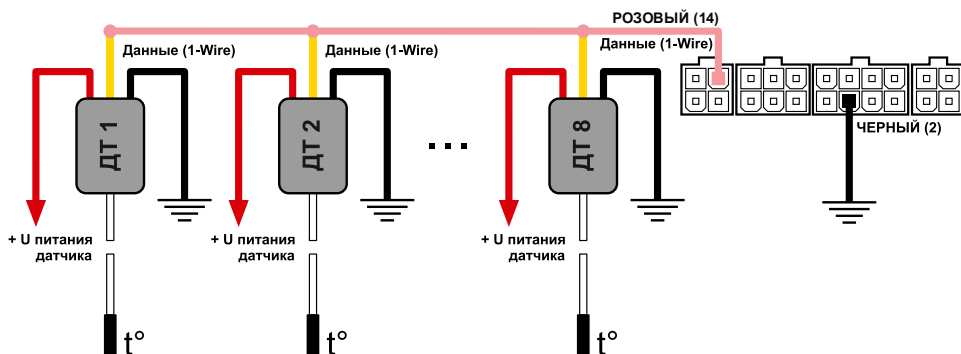 РОЗОВЫЙ (14)
Данные (1-Wire)
Данные (1-Wire)
Данные (1-Wire)
ДТ 1
ДТ 2
...
ДТ 8
ЧЕРНЫЙ (2)
+ U питания
датчика
+ U питания
датчика
+ U питания
датчика
t°
t°
t°